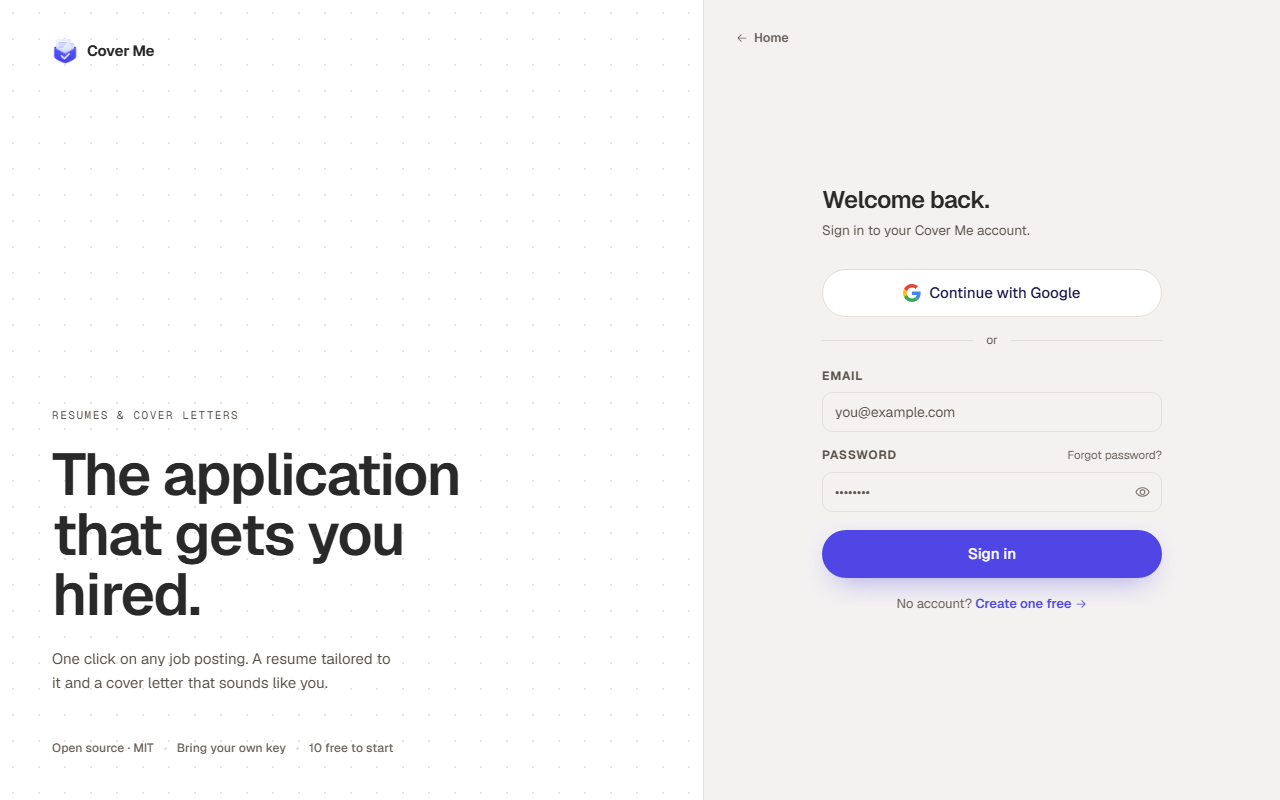 Cover Me
RESUMES & COVER LETTERS
The application
that gets you
hired.
One click on any job posting. A resume tailored to
it and a cover letter that sounds like you.
Open source · MIT · Bring your own key · 10 free to start
← Home
Welcome back.
Sign in to your Cover Me account.
Continue with Google
or
EMAIL
you@example.com
PASSWORD Forgot password?
••••••••
Sign in
No account? Create one free →